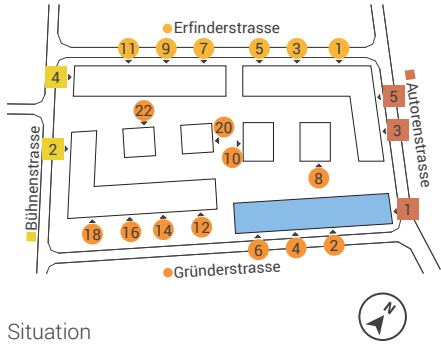 Erfinderstrasse
11 9 7 5 3 1
4
5
Autorenstrasse
22
20
3
2
10
8
Bühnenstrasse
1
18 16 14 12 6 4 2
Gründerstrasse
N
Situation